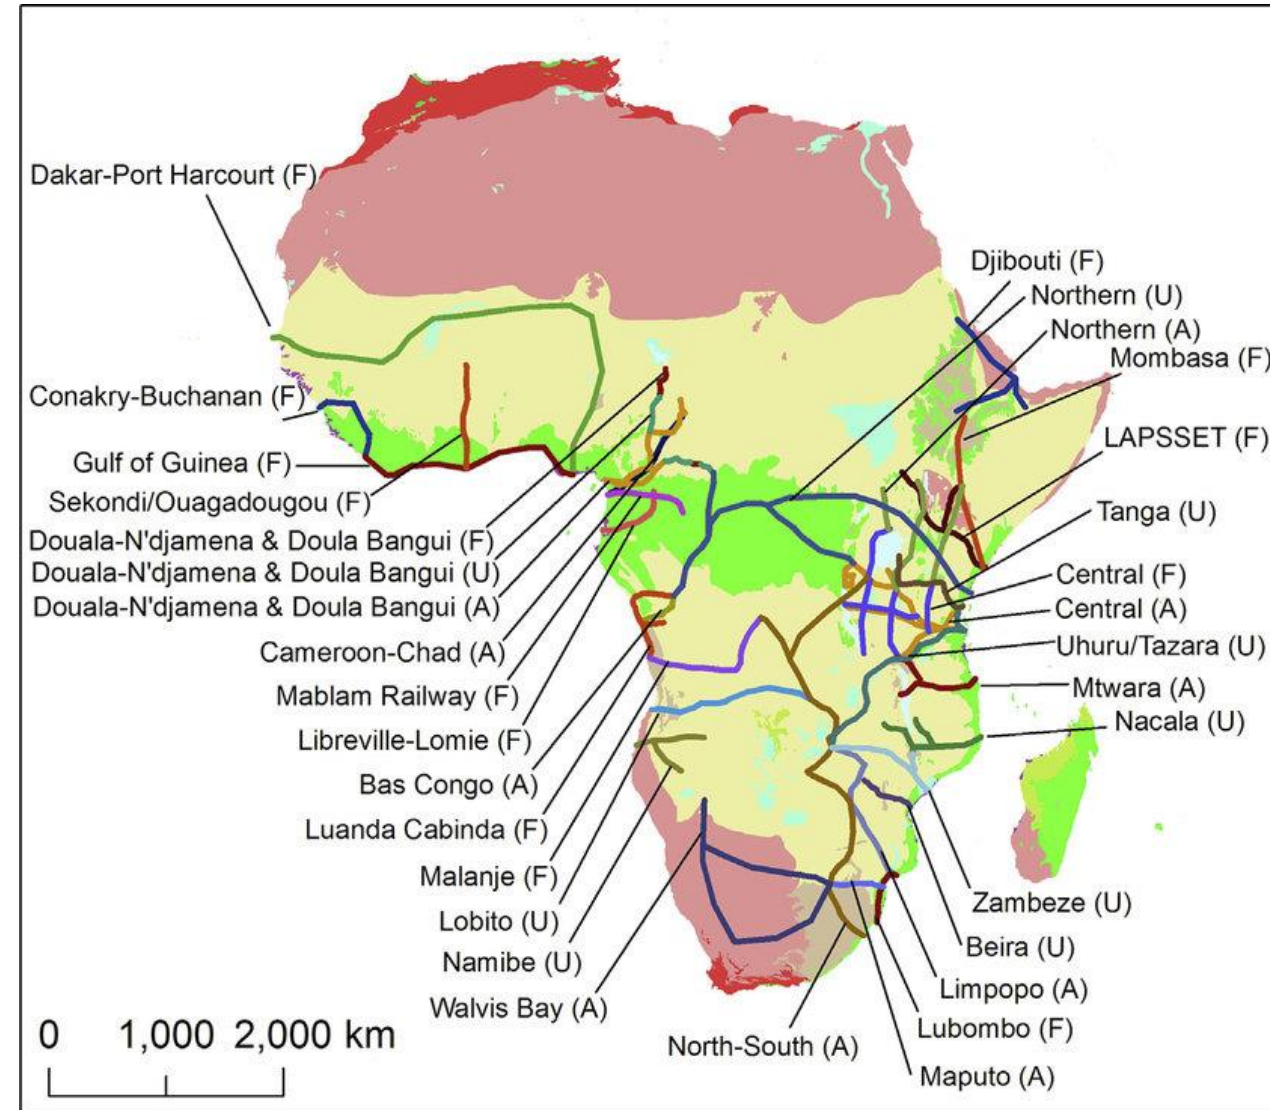 Dakar-Port Harcourt (F)
Conakry-Buchanan (F)
Gulf of Guinea (F)
Sekondi/Ouagadougou (F)
Douala-N'djamena & Doula Bangui (F)
Douala-N'djamena & Doula Bangui (U)
Douala-N'djamena & Doula Bangui (A)
Cameroon-Chad (A)
Mablam Railway (F)
Libreville-Lomie (F)
Bas Congo (A)
Luanda Cabinda (F)
Malanje (F)
Lobito (U)
Namibe (U)
Walvis Bay (A)
North-South (A)
Djibouti (F)
Northern (U)
Northern (A)
Mombasa (F)
LAPSSET (F)
Tanga (U)
Central (F)
Central (A)
Uhuru/Tazara (U)
Mtwara (A)
Nacala (U)
Zambeze (U)
Beira (U)
Limpopo (A)
Lubombo (F)
Maputo (A)
0 1,000 2,000 km